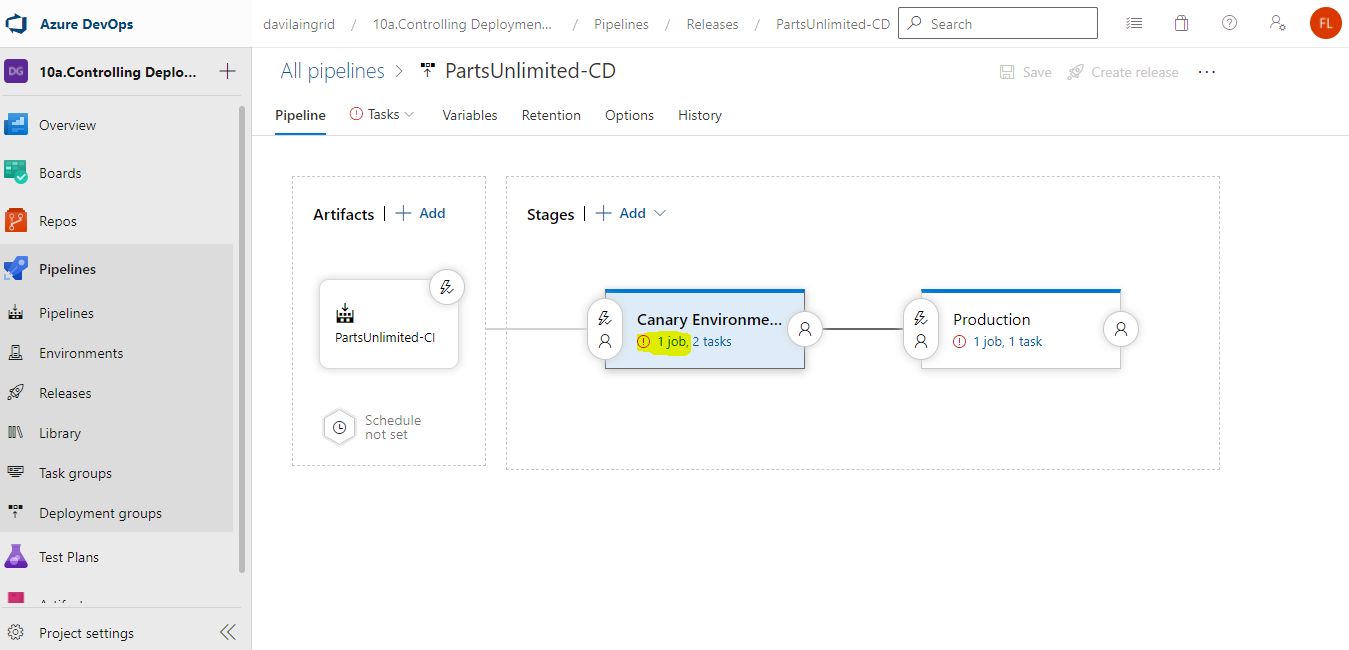 Azure DevOps
davilaingrid / 10a.Controlling Deploymen... / Pipelines / Releases / PartsUnlimited-CD
Search
FL
DG 10a.Controlling Deplo...
Overview
Boards
Repos
Pipelines
Pipelines
Environments
Releases
Library
Task groups
Deployment groups
Test Plans
Project settings
All pipelines > PartsUnlimited-CD
Save
Create release
...
Pipeline
Tasks
Variables
Retention
Options
History
Artifacts | + Add
PartsUnlimited-CI
Schedule
not set
Stages | + Add
Canary Environme...
1 job, 2 tasks
Production
1 job, 1 task